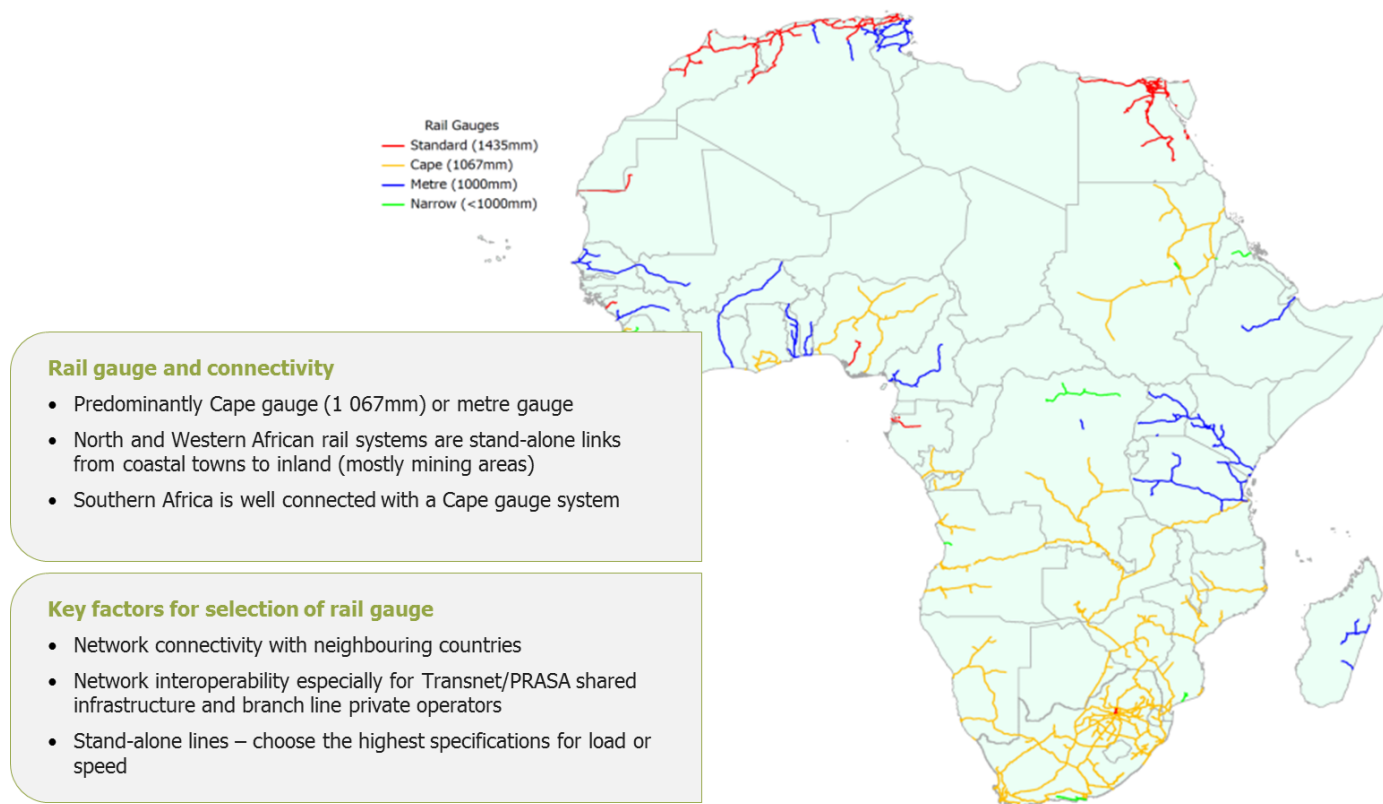 Rail Gauges
Standard (1435mm)
Cape (1067mm)
Metre (1000mm)
Narrow (<1000mm)
Rail gauge and connectivity
• Predominantly Cape gauge (1 067mm) or metre gauge
• North and Western African rail systems are stand-alone links
from coastal towns to inland (mostly mining areas)
• Southern Africa is well connected with a Cape gauge system
Key factors for selection of rail gauge
• Network connectivity with neighbouring countries
• Network interoperability especially for Transnet/PRASA shared
infrastructure and branch line private operators
• Stand-alone lines – choose the highest specifications for load or
speed